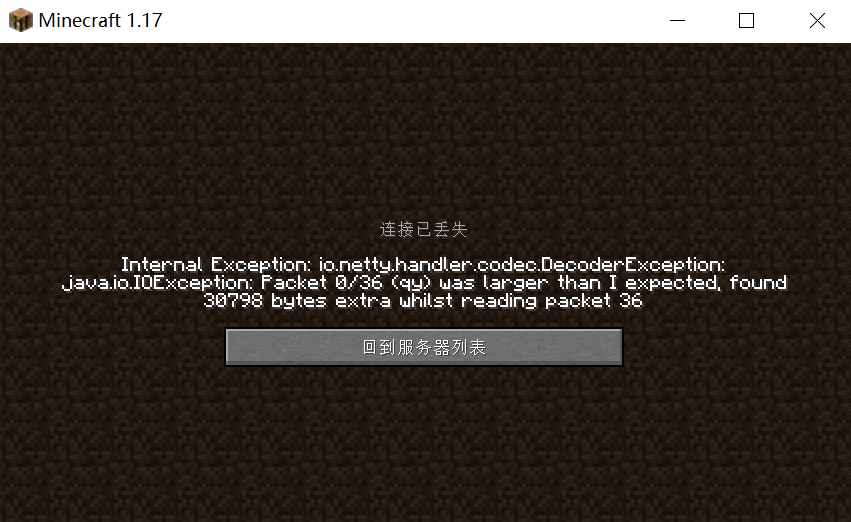 Minecraft 1.17
连接已丢失
Internal Exception: io.netty.handler.codec.DecoderException:
java.io.IOException: Packet 0/36 (qy) was larger than I expected, found
30798 bytes extra whilst reading packet 36
回到服务器列表